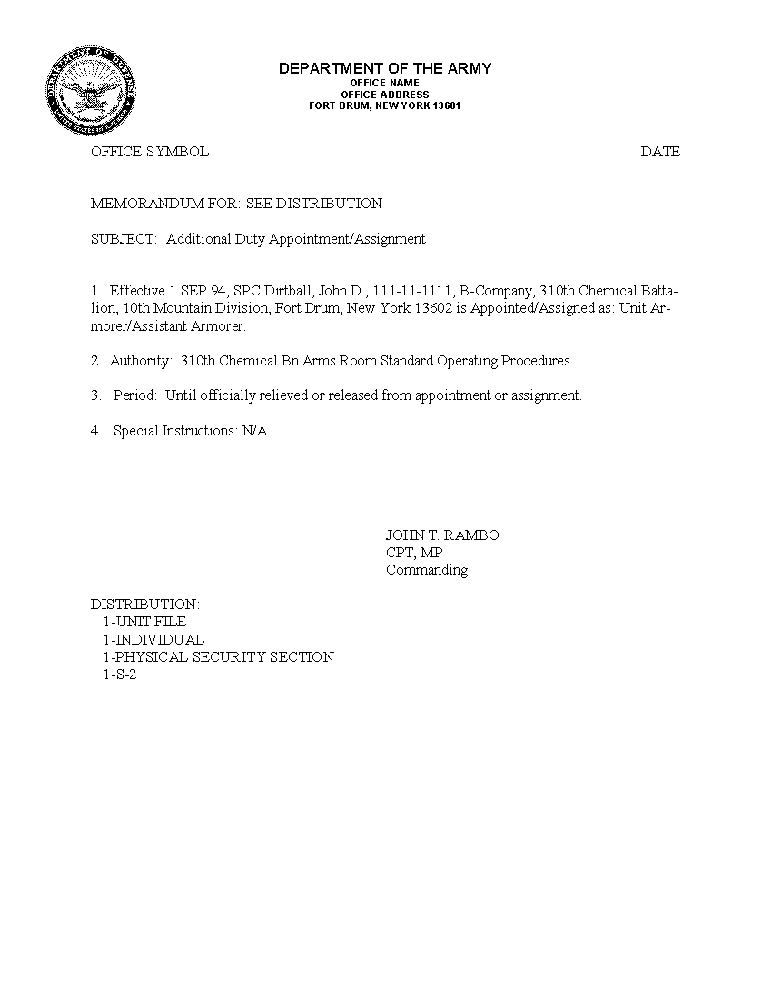 DEPARTMENT OF DEFENSE
UNITED STATES OF AMERICA
DEPARTMENT OF THE ARMY
OFFICE NAME
OFFICE ADDRESS
FORT DRUM, NEW YORK 13601
OFFICE SYMBOL DATE
MEMORANDUM FOR: SEE DISTRIBUTION
SUBJECT: Additional Duty Appointment/Assignment
1. Effective 1 SEP 94, SPC Dirtball, John D., 111-11-1111, B-Company, 310th Chemical Batta-
lion, 10th Mountain Division, Fort Drum, New York 13602 is Appointed/Assigned as: Unit Ar-
morer/Assistant Armorer.
2. Authority: 310th Chemical Bn Arms Room Standard Operating Procedures.
3. Period: Until officially relieved or released from appointment or assignment.
4. Special Instructions: N/A
JOHN T. RAMBO
CPT, MP
Commanding
DISTRIBUTION:
1-UNIT FILE
1-INDIVIDUAL
1-PHYSICAL SECURITY SECTION
1-S-2